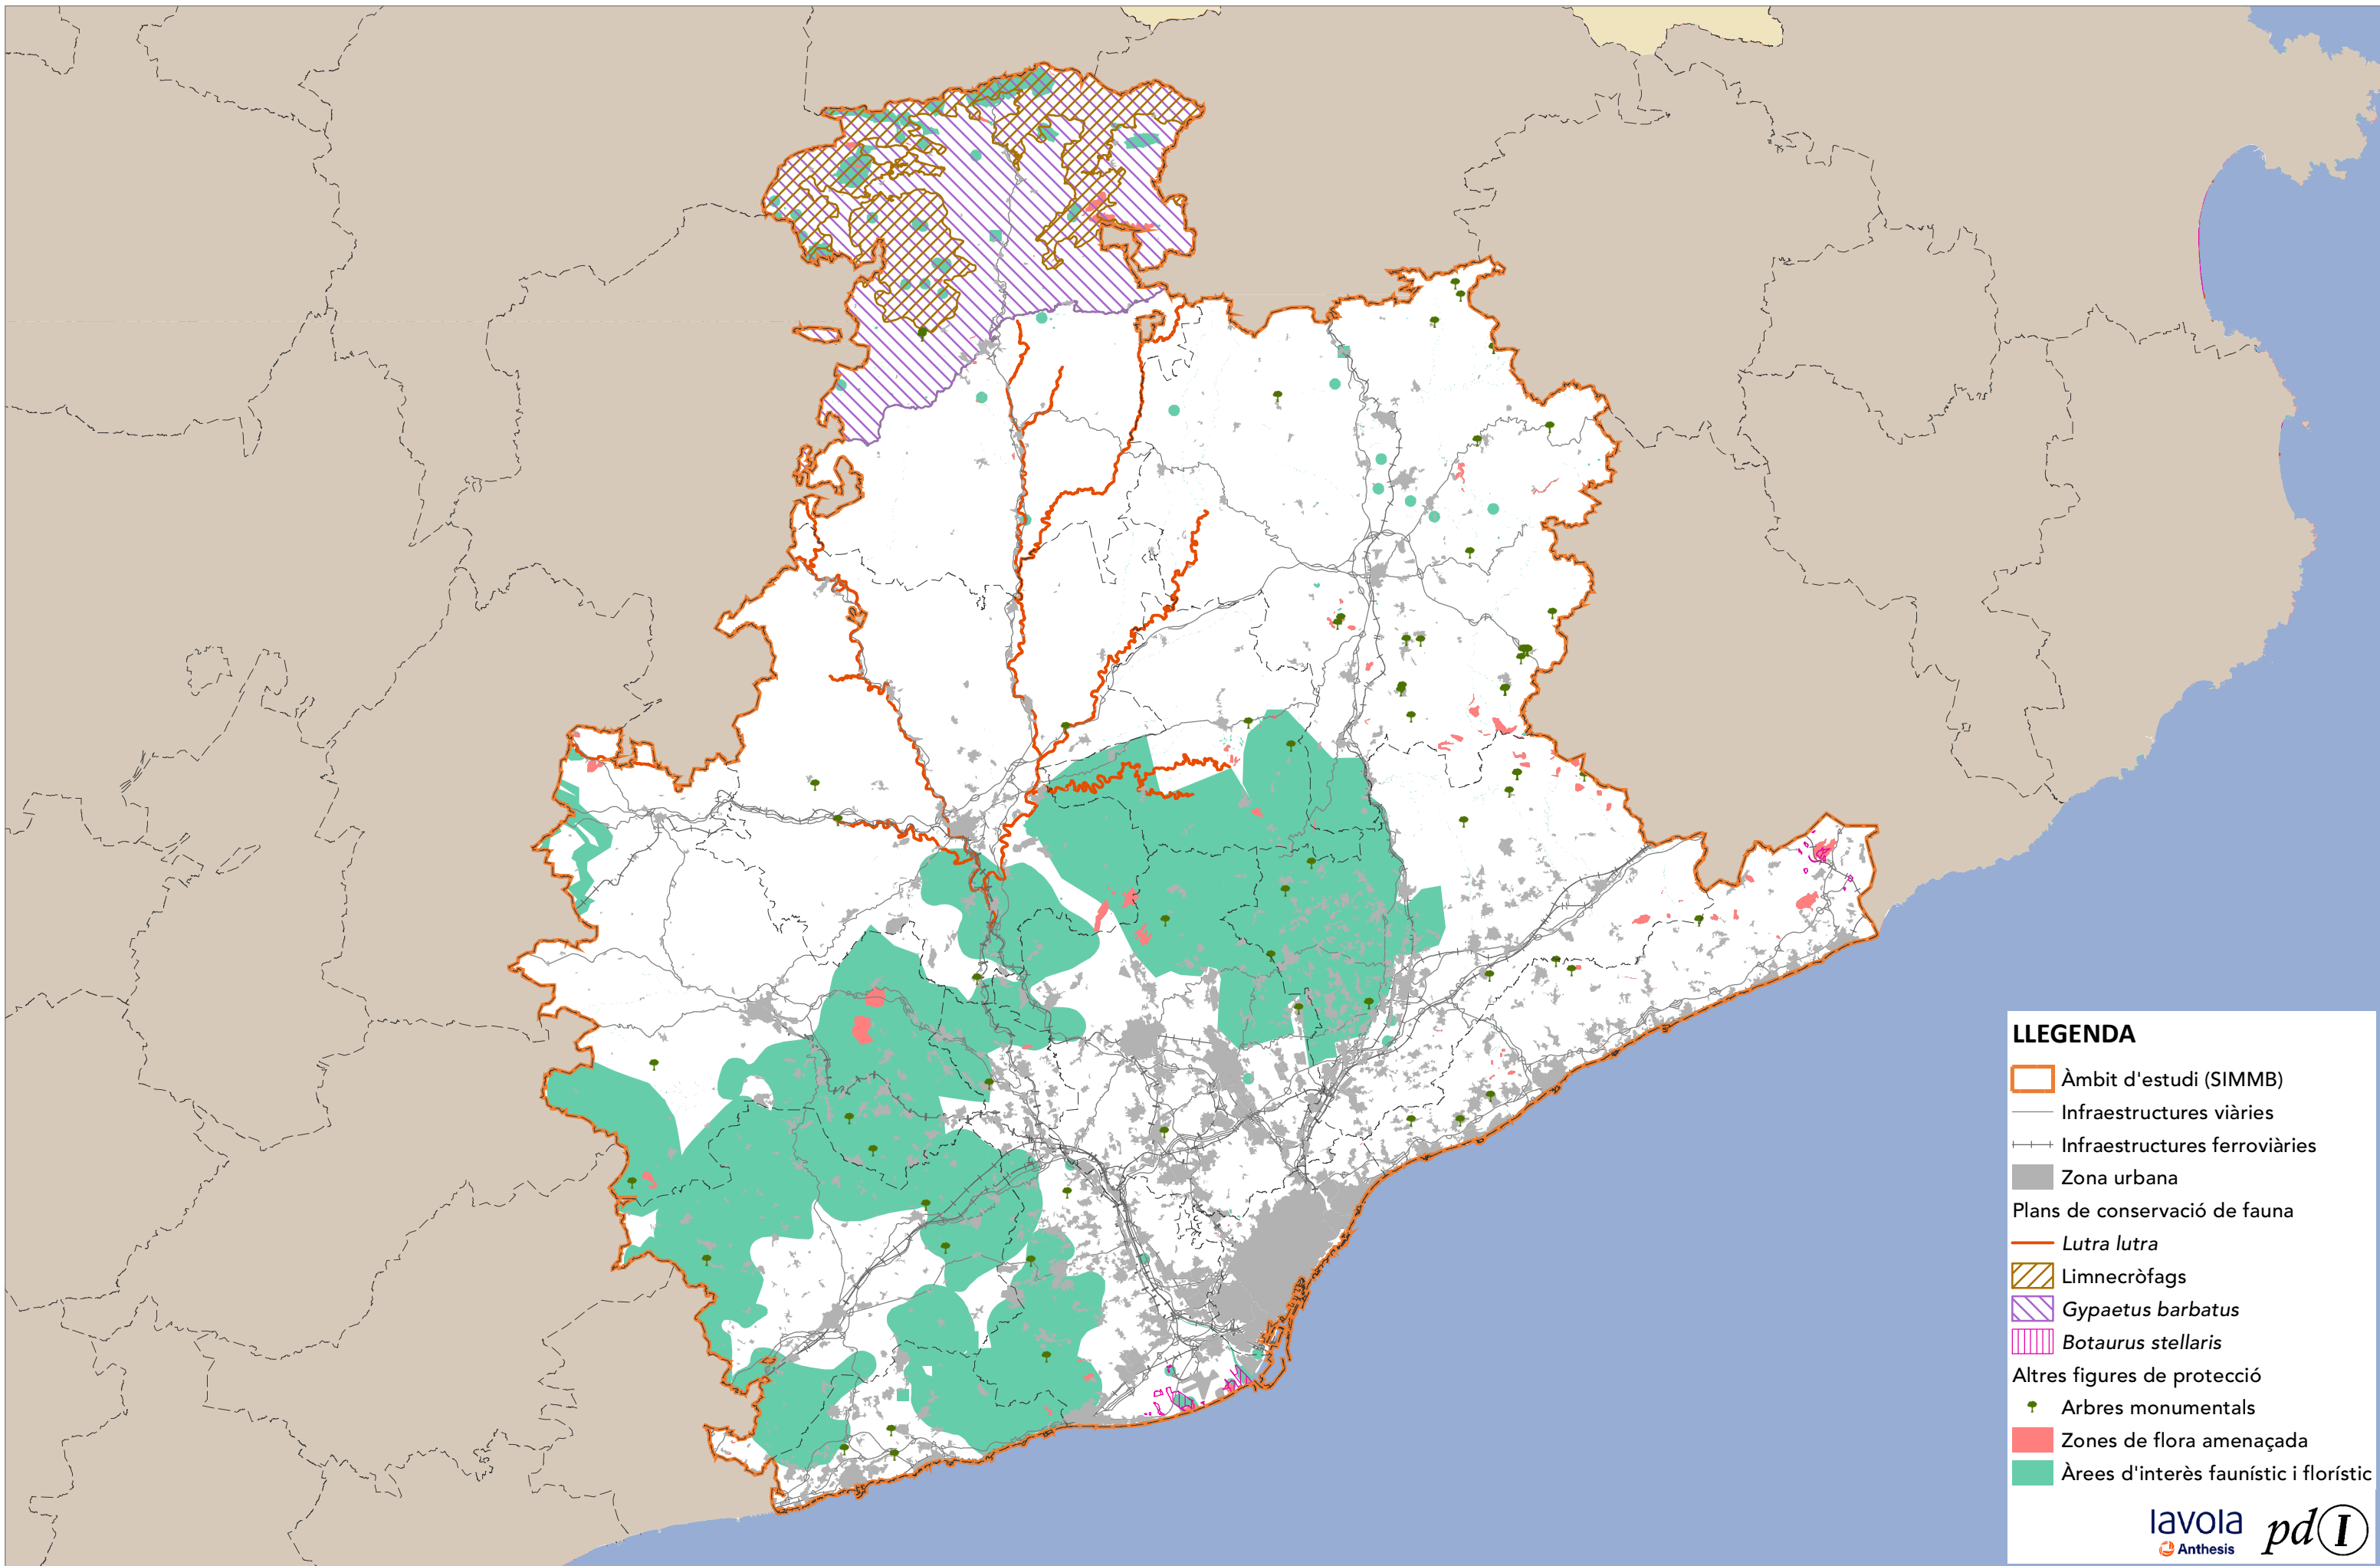 LLEGENDA
Àmbit d'estudi (SIMMB)
Infraestructures viàries
Infraestructures ferroviàries
Zona urbana
Plans de conservació de fauna
Lutra lutra
Limnecròfags
Gypaetus barbatus
Botaurus stellaris
Altres figures de protecció
Arbres monumentals
Zones de flora amenaçada
Àrees d'interès faunístic i florístic
lavola
Anthesis
pdI